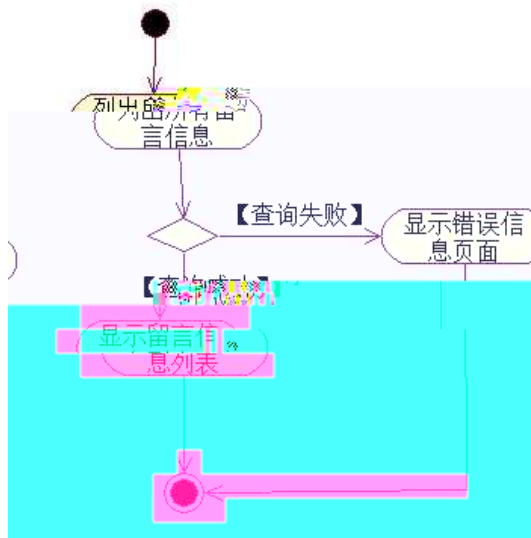 列出所有留
言信息
【查询失败】
显示错误信
息页面
【查询成功】
显示留言信
息列表